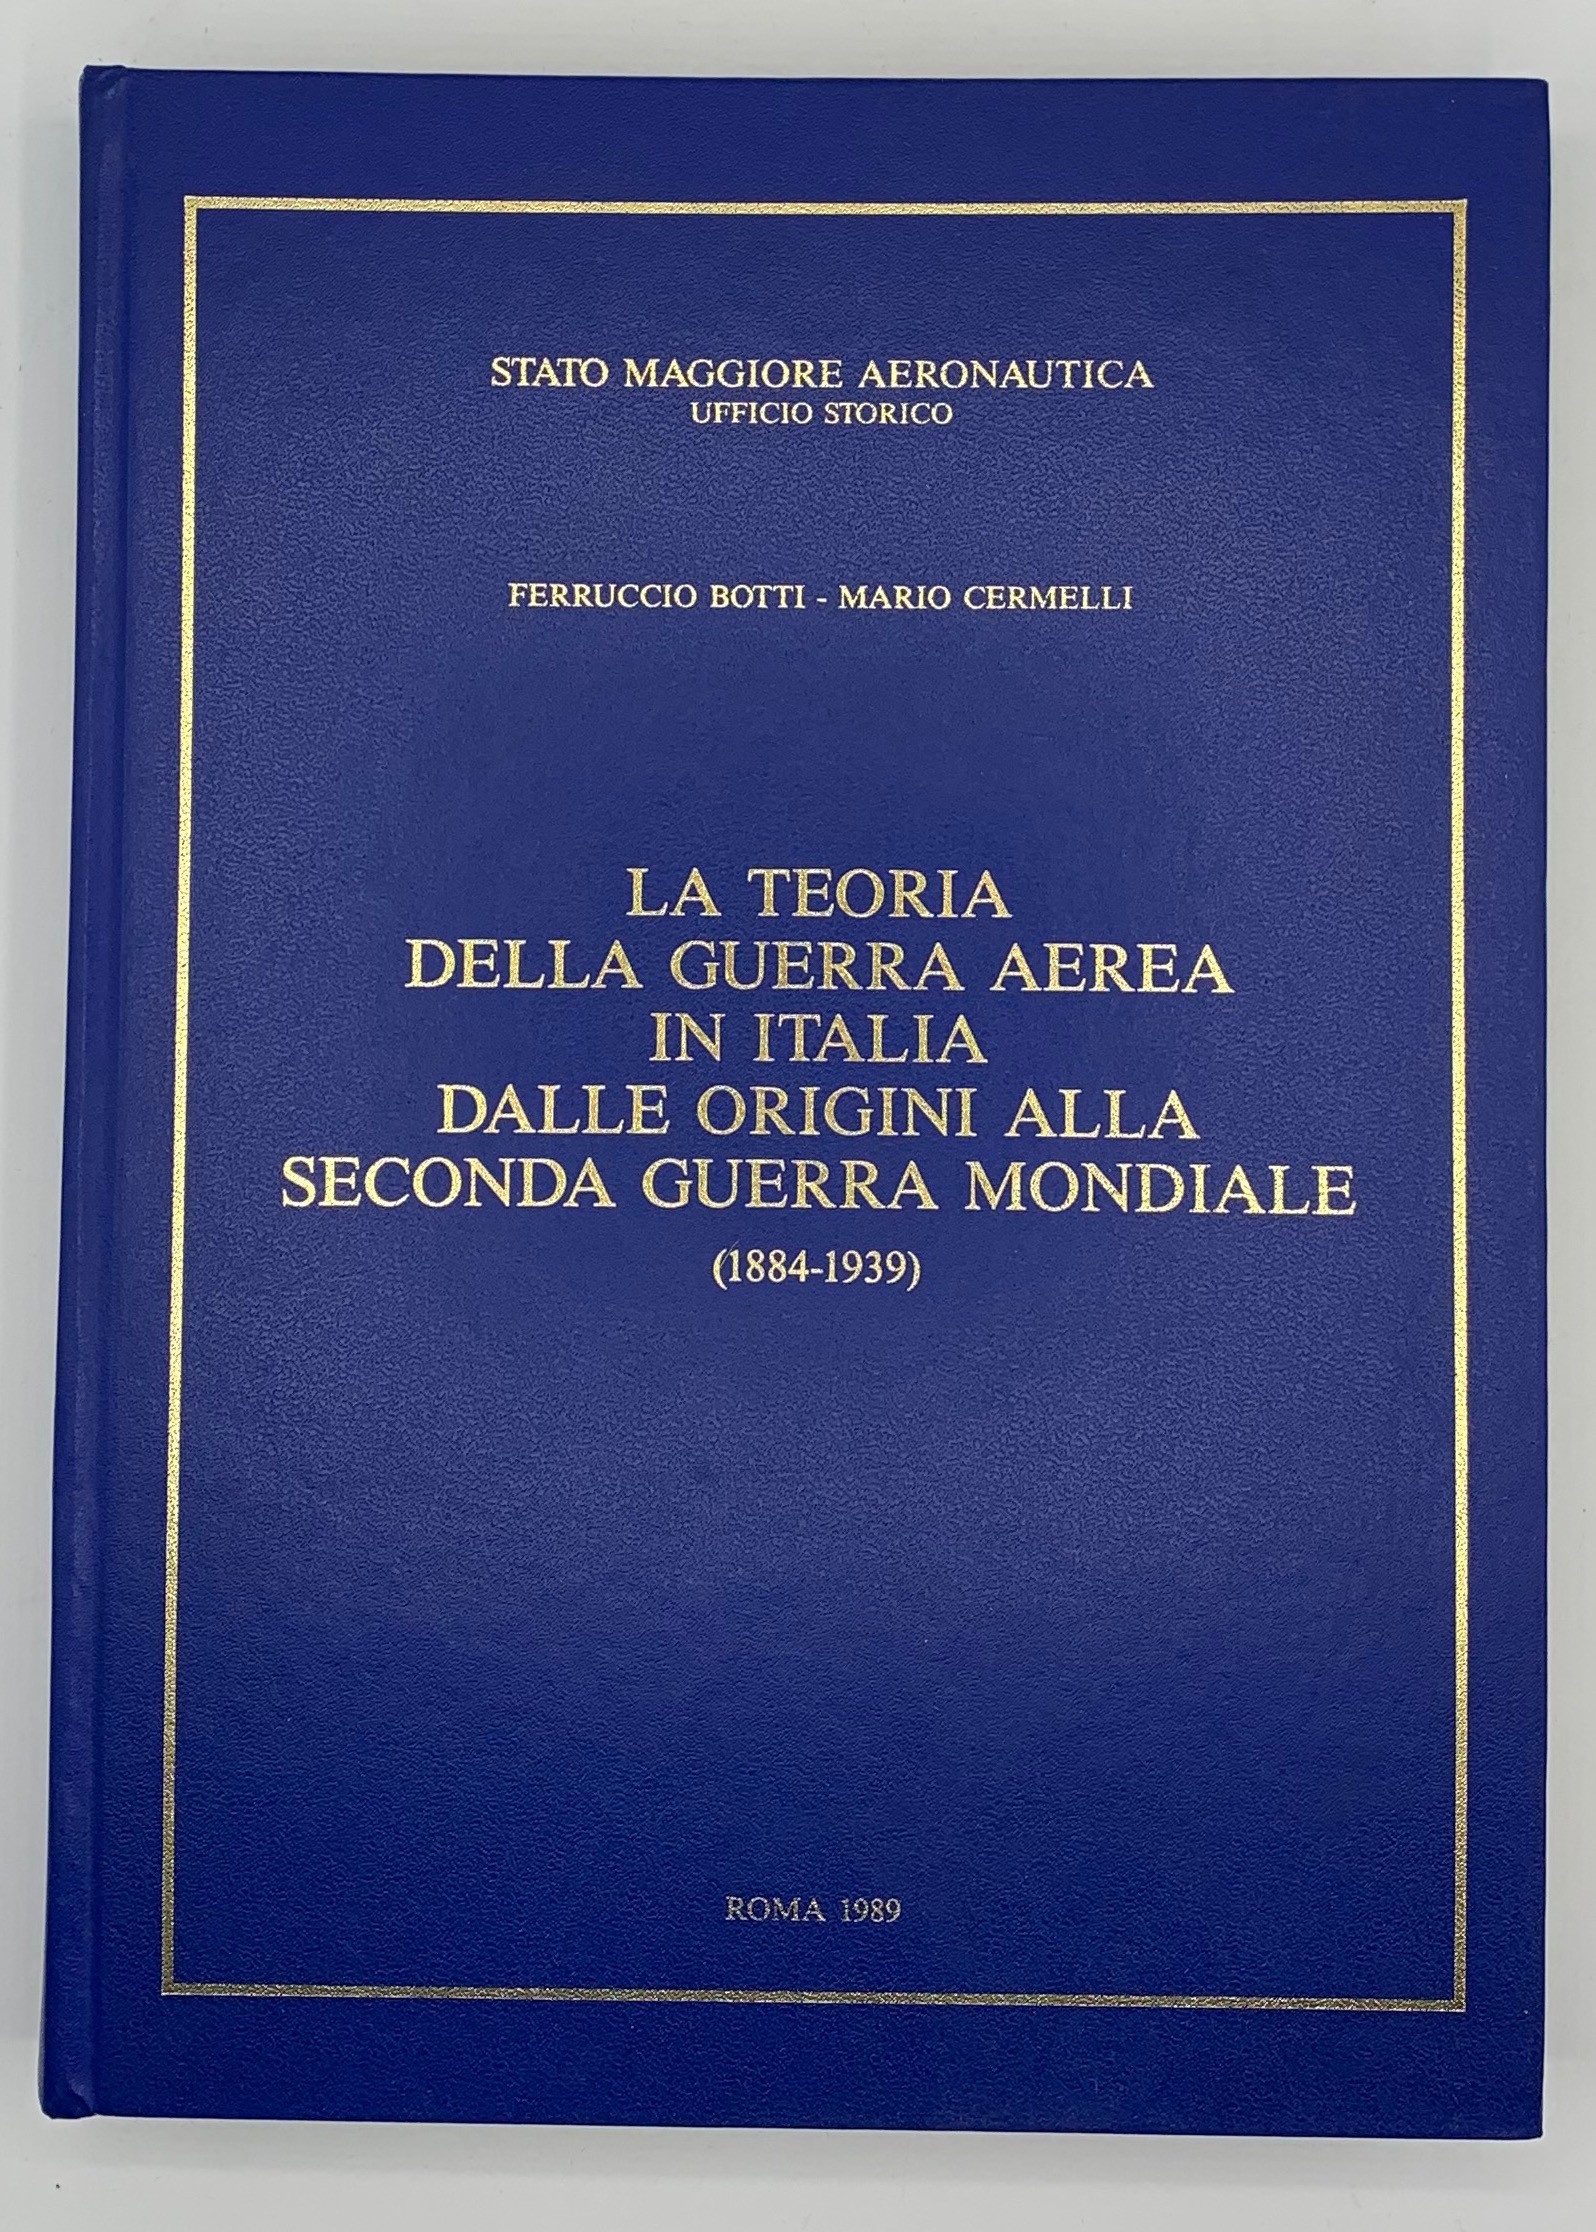 STATO MAGGIORE AERONAUTICA
UFFICIO STORICO
FERRUCCIO BOTTI - MARIO CERMELLI
LA TEORIA
DELLA GUERRA AEREA
IN ITALIA
DALLE ORIGINI ALLA
SECONDA GUERRA MONDIALE
(1884-1939)
ROMA 1989